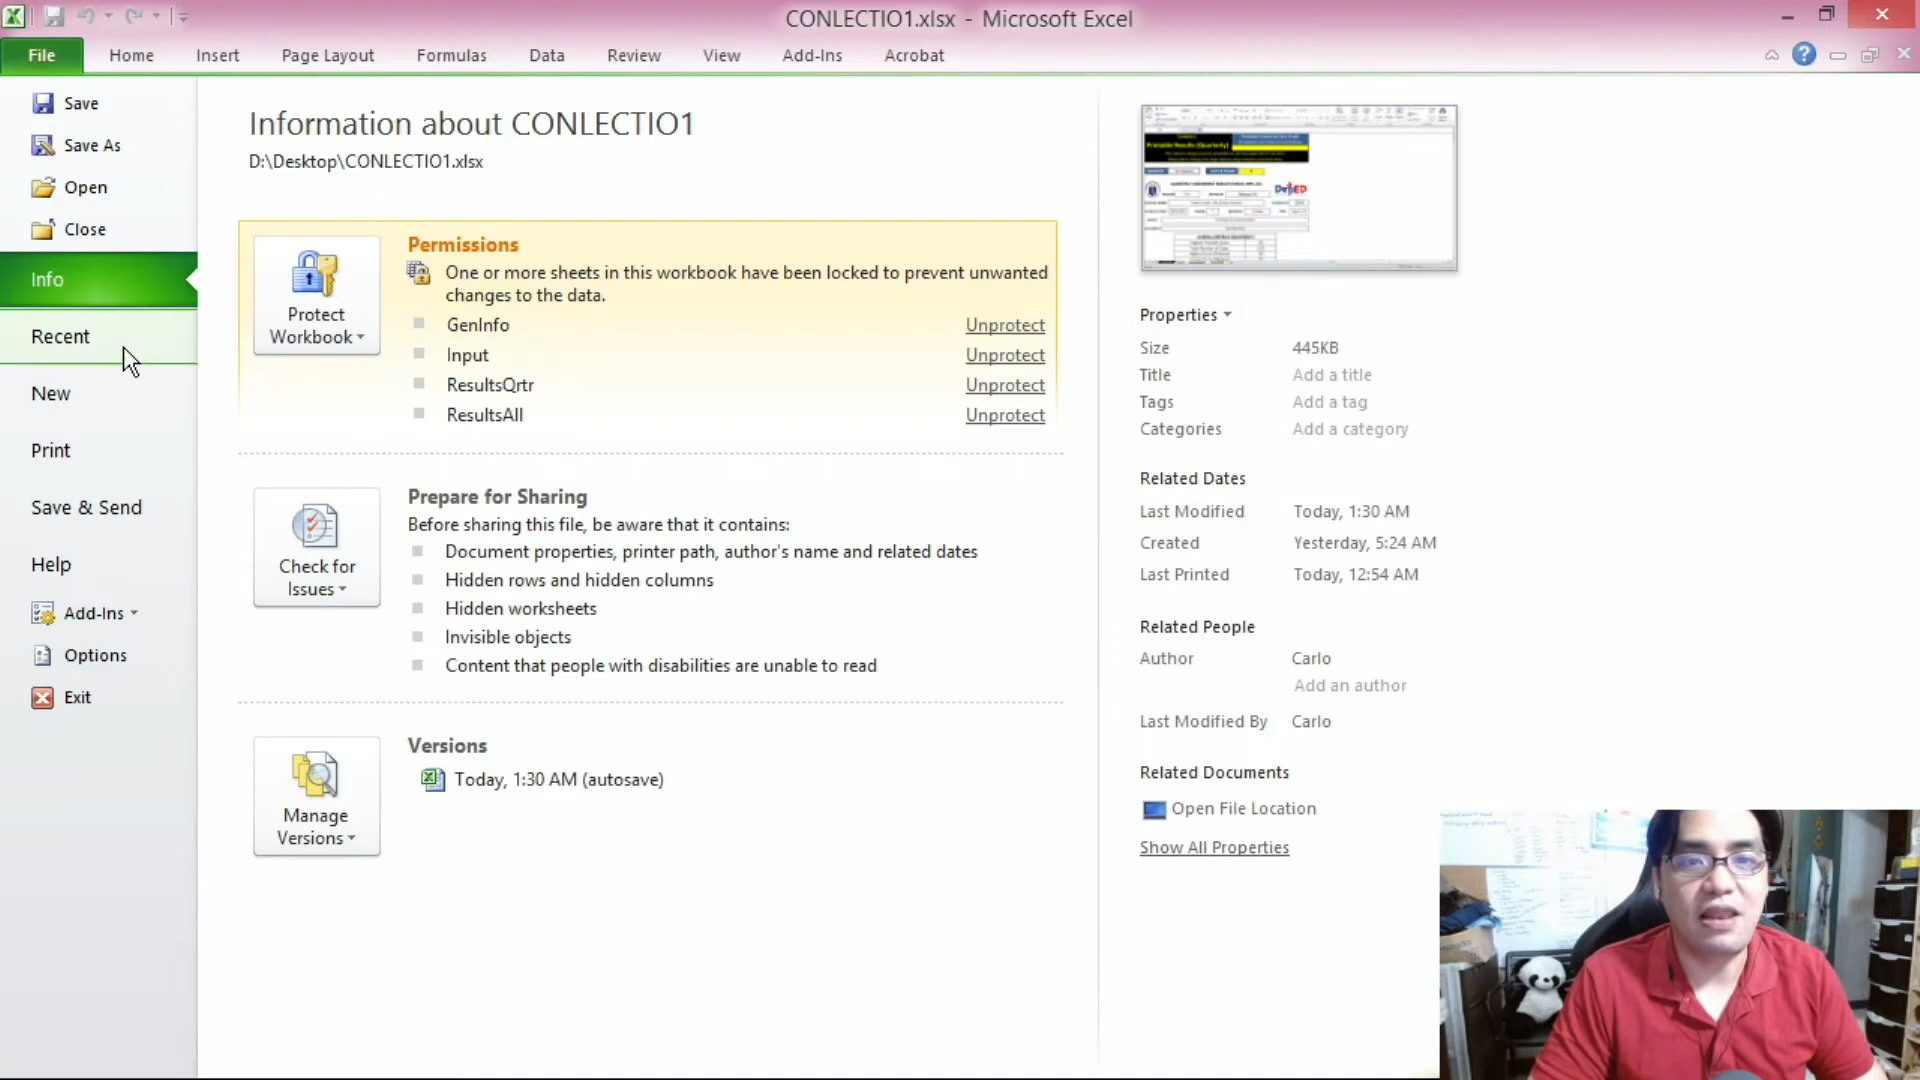 CONLECTIO1.xlsx - Microsoft Excel
File Home Insert Page Layout Formulas Data Review View Add-Ins Acrobat
Save
Save As
Open
Close
Info
Recent
New
Print
Save & Send
Help
Add-Ins
Options
Exit
Information about CONLECTIO1
D:\Desktop\CONLECTIO1.xlsx
Protect
Workbook
Permissions
One or more sheets in this workbook have been locked to prevent unwanted
changes to the data.
GenInfo Unprotect
Input Unprotect
ResultsQrtr Unprotect
ResultsAll Unprotect
Check for
Issues
Prepare for Sharing
Before sharing this file, be aware that it contains:
Document properties, printer path, author's name and related dates
Hidden rows and hidden columns
Hidden worksheets
Invisible objects
Content that people with disabilities are unable to read
Manage
Versions
Versions
Today, 1:30 AM (autosave)
Printable Results (Quarterly)
DepED
Properties
Size 445KB
Title Add a title
Tags Add a tag
Categories Add a category
Related Dates
Last Modified Today, 1:30 AM
Created Yesterday, 5:24 AM
Last Printed Today, 12:54 AM
Related People
Author Carlo
Add an author
Last Modified By Carlo
Related Documents
Open File Location
Show All Properties